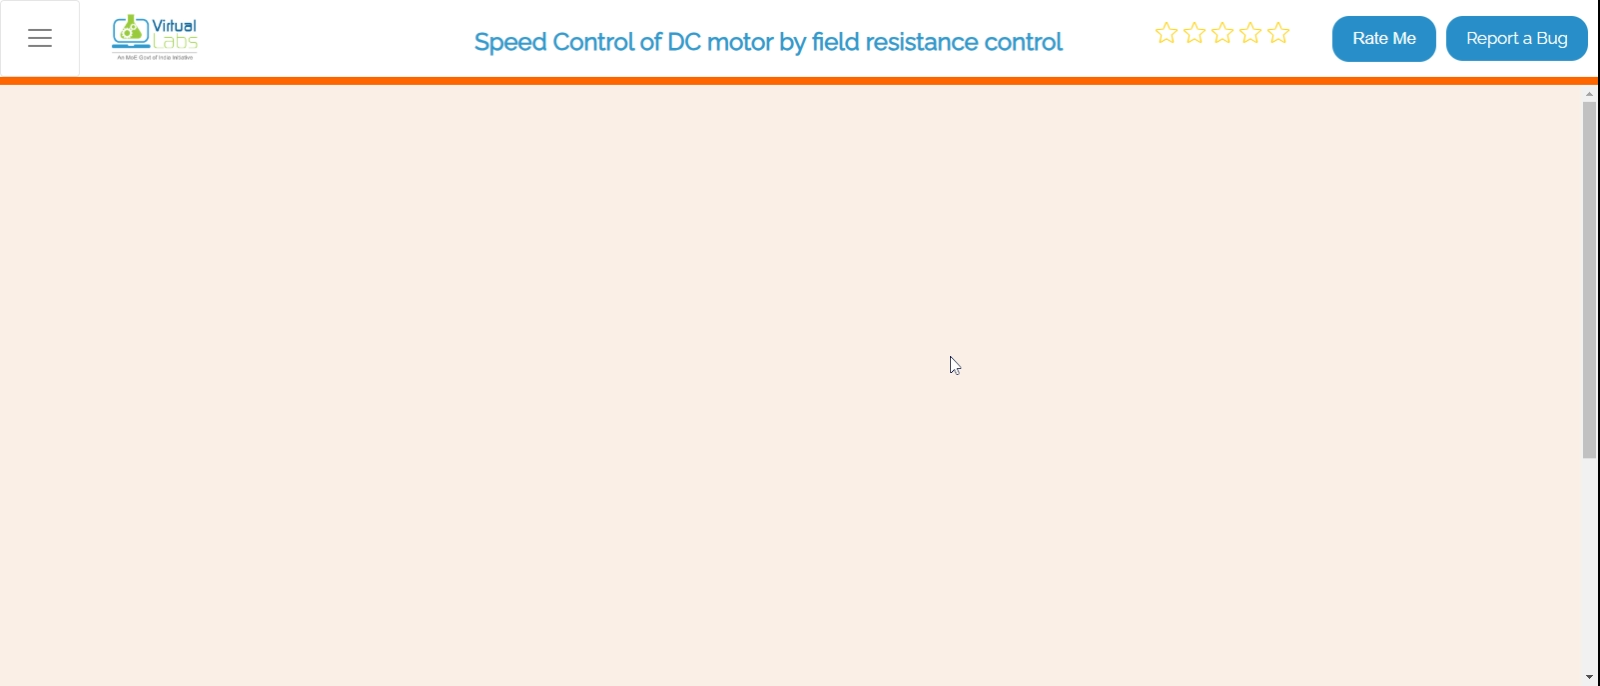 Virtual
Labs
An MoE Govt of India Initiative
Speed Control of DC motor by field resistance control
Rate Me
Report a Bug